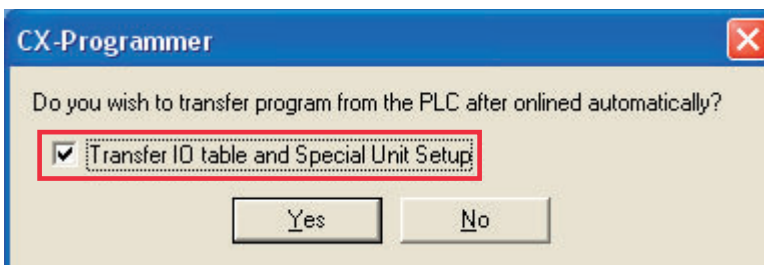 CX-Programmer
Do you wish to transfer program from the PLC after onlined automatically?
Transfer IO table and Special Unit Setup
Yes
No